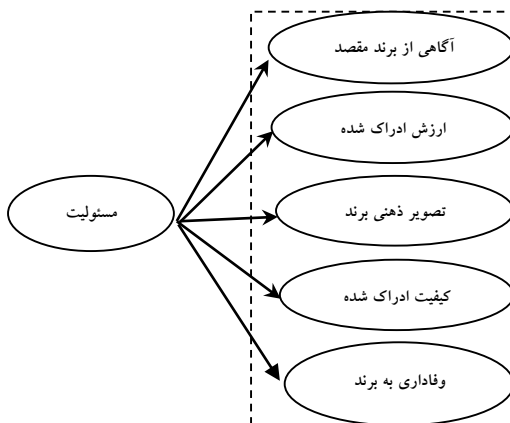 آگاهی از برند مقصد
ارزش ادراک شده
تصویر ذهنی برند
مسئولیت
کیفیت ادراک شده
وفاداری به برند